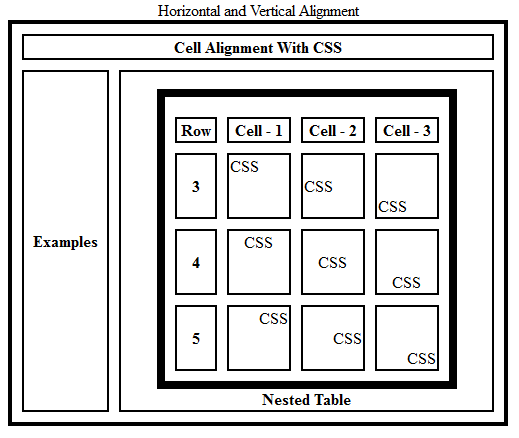 Horizontal and Vertical Alignment
Cell Alignment With CSS
Examples
Row Cell - 1 Cell - 2 Cell - 3
3 CSS CSS CSS
4 CSS CSS CSS
5 CSS CSS CSS
Nested Table